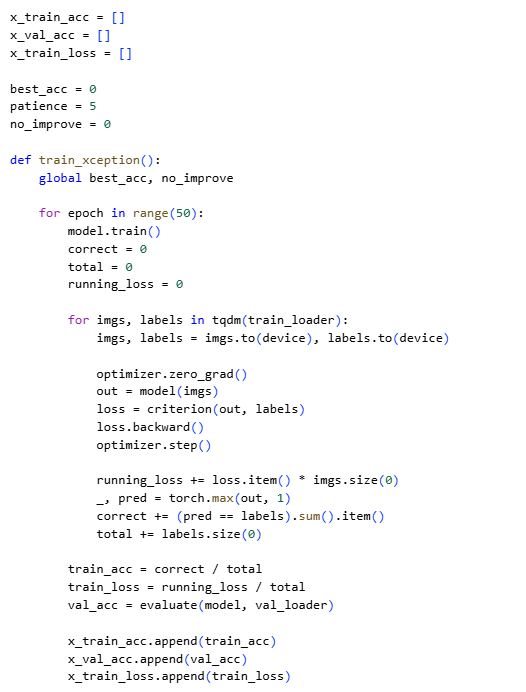 x_train_acc = []
x_val_acc = []
x_train_loss = []

best_acc = 0
patience = 5
no_improve = 0

def train_xception():
    global best_acc, no_improve

    for epoch in range(50):
        model.train()
        correct = 0
        total = 0
        running_loss = 0

        for imgs, labels in tqdm(train_loader):
            imgs, labels = imgs.to(device), labels.to(device)

            optimizer.zero_grad()
            out = model(imgs)
            loss = criterion(out, labels)
            loss.backward()
            optimizer.step()

            running_loss += loss.item() * imgs.size(0)
            _, pred = torch.max(out, 1)
            correct += (pred == labels).sum().item()
            total += labels.size(0)

        train_acc = correct / total
        train_loss = running_loss / total
        val_acc = evaluate(model, val_loader)

        x_train_acc.append(train_acc)
        x_val_acc.append(val_acc)
        x_train_loss.append(train_loss)